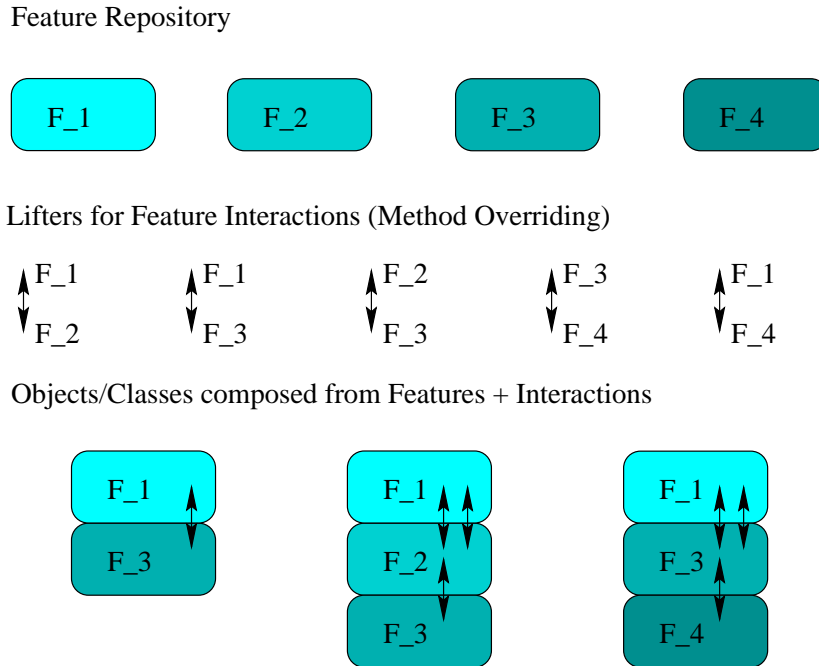 Feature Repository
F_1 F_2 F_3 F_4
Lifters for Feature Interactions (Method Overriding)
F_1 F_1 F_2 F_3 F_1
F_2 F_3 F_3 F_4 F_4
Objects/Classes composed from Features + Interactions
F_1 F_1 F_1
F_3 F_2 F_3
F_3 F_4